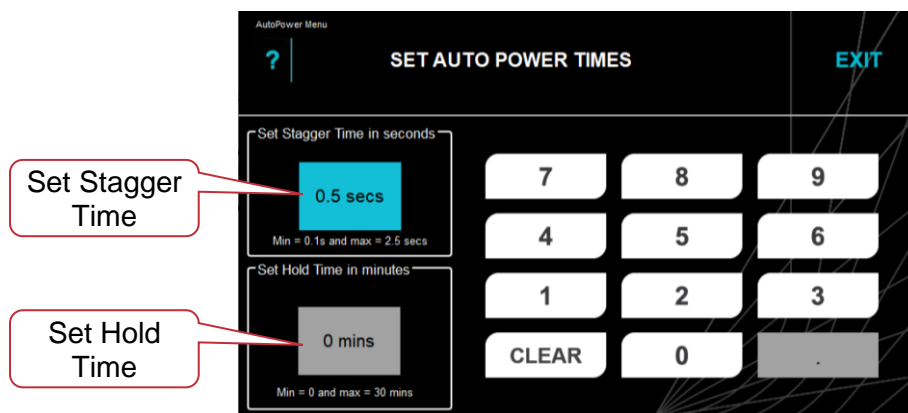 AutoPower Menu
?
SET AUTO POWER TIMES
EXIT
Set Stagger Time in seconds
0.5 secs
Min = 0.1s and max = 2.5 secs
Set Hold Time in minutes
0 mins
Min = 0 and max = 30 mins
Set Stagger
Time
Set Hold
Time
7 8 9
4 5 6
1 2 3
CLEAR 0 .